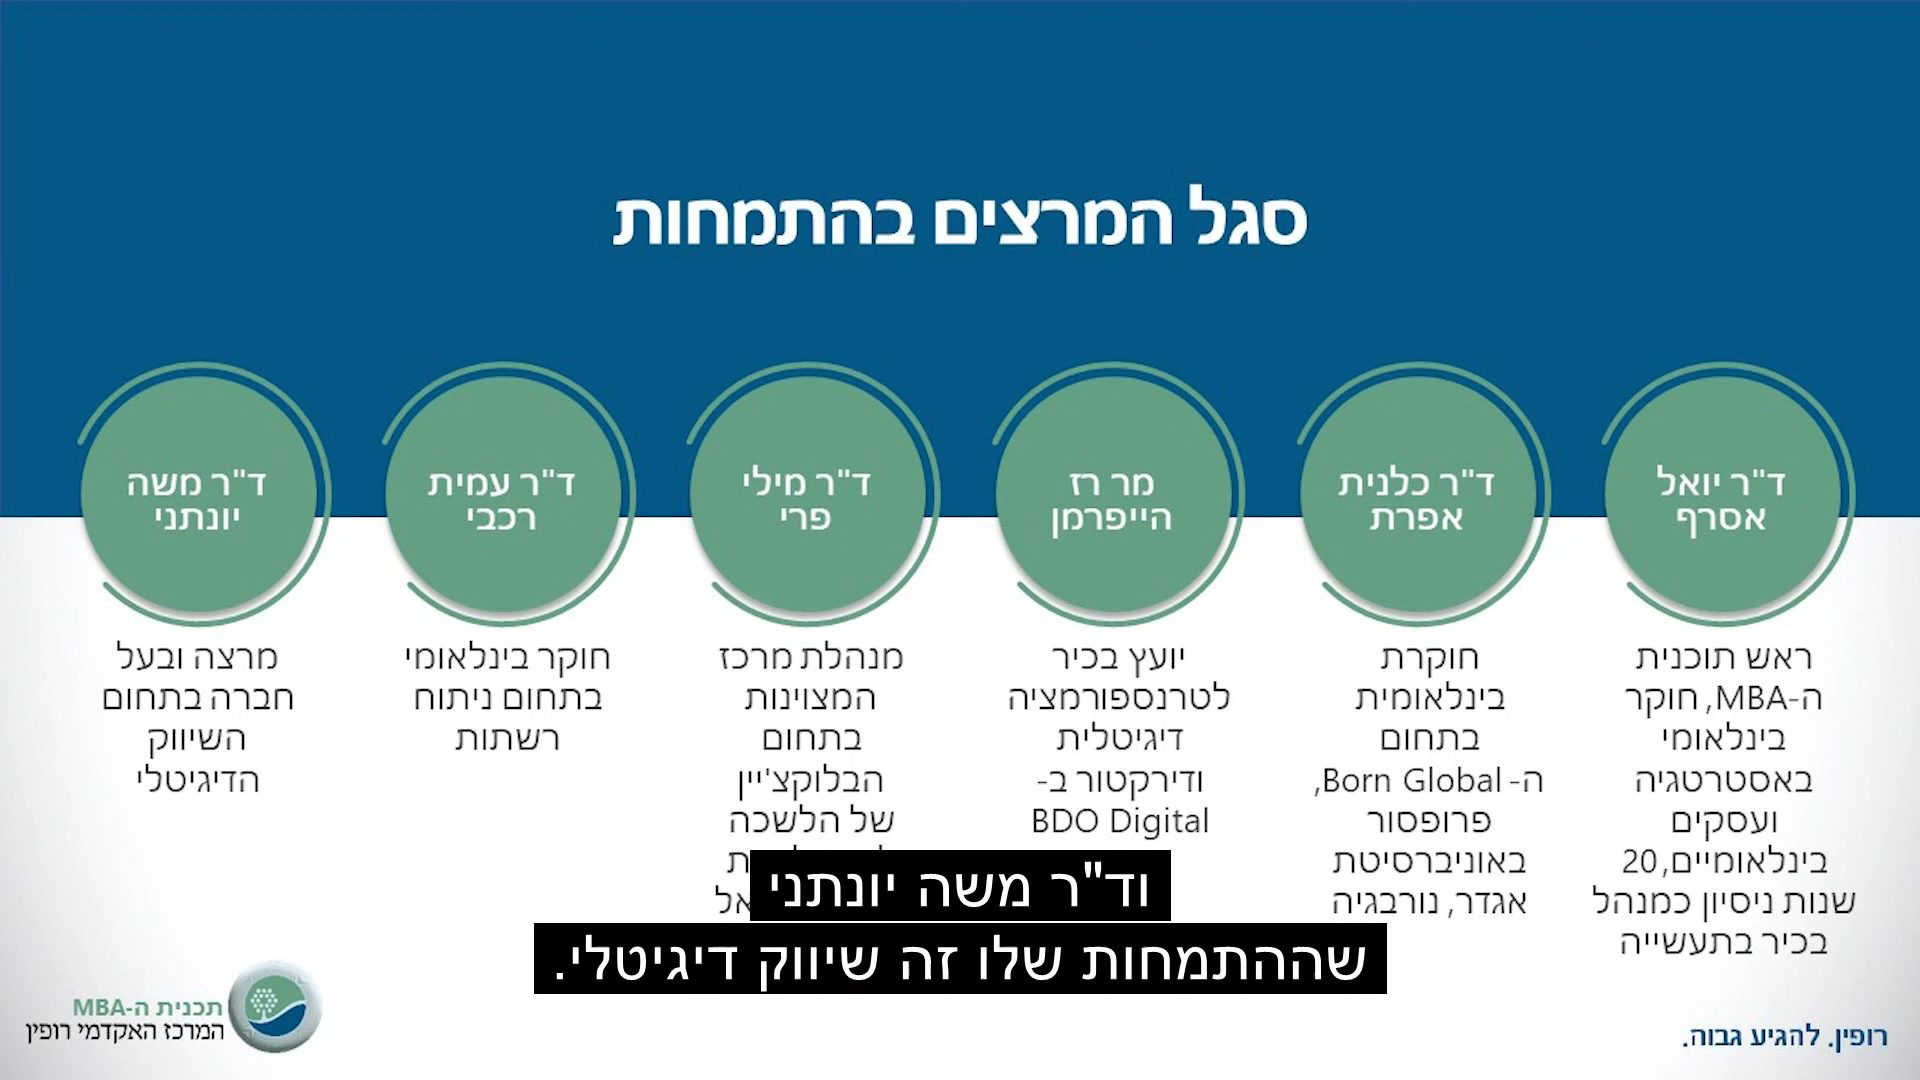 סגל המרצים בהתמחות
ד"ר יואל
אסרף
ראש תוכנית
ה-MBA, חוקר
בינלאומי
באסטרטגיה
ועסקים
בינלאומיים, 20
שנות ניסיון כמנהל
בכיר בתעשייה
ד"ר כלנית
אפרת
חוקרת
בינלאומית
בתחום
ה- Born Global,
פרופסור
באוניברסיטת
אגדר, נורבגיה
מר רז
הייפרמן
יועץ בכיר
לטרנספורמציה
דיגיטלית
ודירקטור ב-
BDO Digital
ד"ר מילי
פרי
מנהלת מרכז
המצוינות
בתחום
הבלוקצ'יין
של הלשכה
ד"ר עמית
רכבי
חוקר בינלאומי
בתחום ניתוח
רשתות
ד"ר משה
יונתני
מרצה ובעל
חברה בתחום
השיווק
הדיגיטלי
וד"ר משה יונתני
שההתמחות שלו זה שיווק דיגיטלי.
תכנית ה-MBA
המרכז האקדמי רופין
רופין. להגיע גבוה.